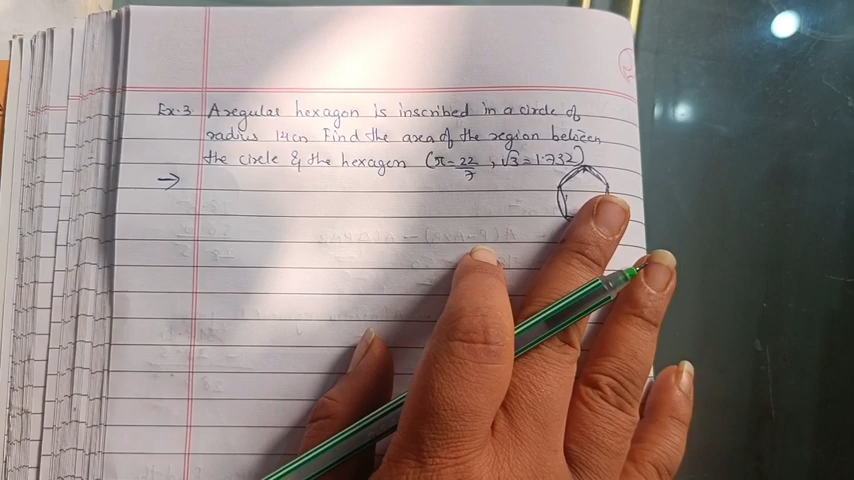 Ex.3 A regular hexagon is inscribed in a circle of
radius 14cm Find the area of the region between
the circle & the hexagon (π=22/7, √3=1.732)
→